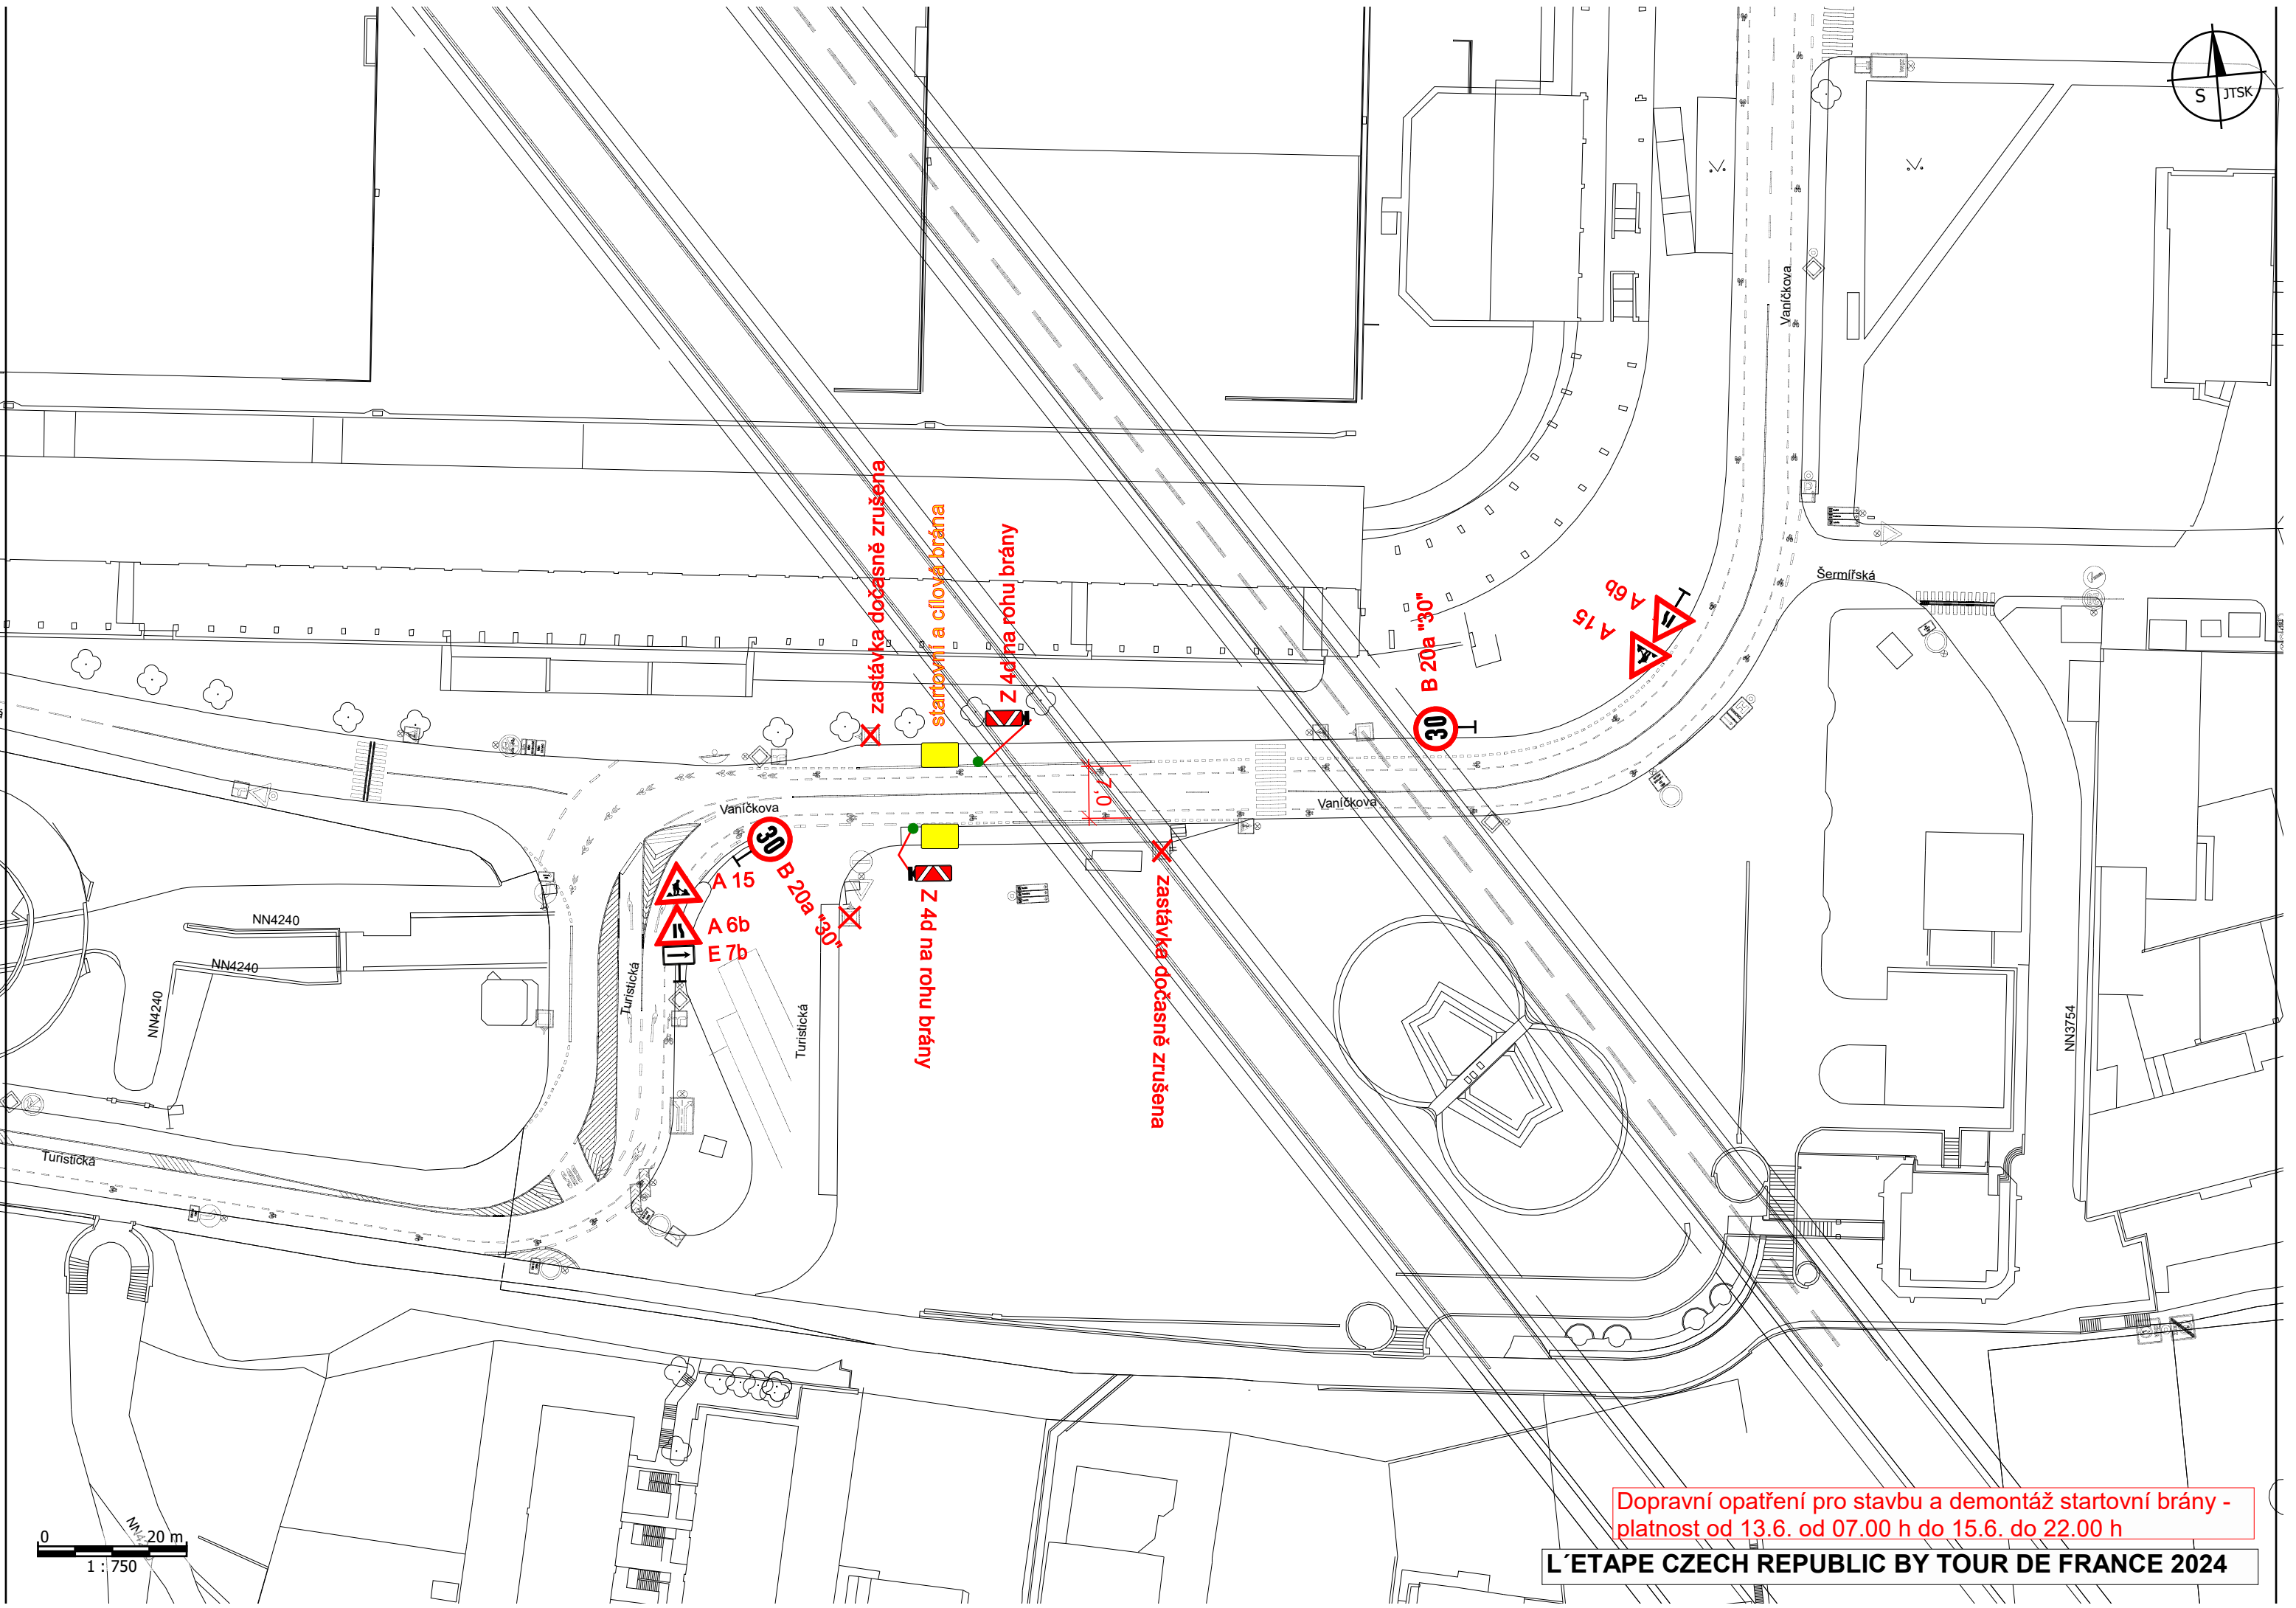 S JTSK
Vaníčkova
Šermířská
zastávka dočasně zrušena
startovní a cílová brána
Z 4d na rohu brány
B 20a "30"
A 15
A 6b
30
7,0
Vaníčkova
Vaníčkova
30
B 20a "30"
A 15
A 6b
E 7b
Z 4d na rohu brány
zastávka dočasně zrušena
NN4240
NN4240
NN4240
Turistická
Turistická
Turistická
NN3754
0 20 m
1 : 750
Dopravní opatření pro stavbu a demontáž startovní brány -
platnost od 13.6. od 07.00 h do 15.6. do 22.00 h
L´ETAPE CZECH REPUBLIC BY TOUR DE FRANCE 2024